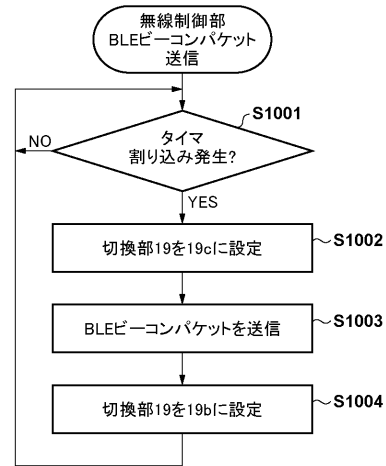 無線制御部
BLEビーコンパケット
送信
S1001
タイマ
割り込み発生?
NO
YES
切換部19を19cに設定
S1002
BLEビーコンパケットを送信
S1003
切換部19を19bに設定
S1004